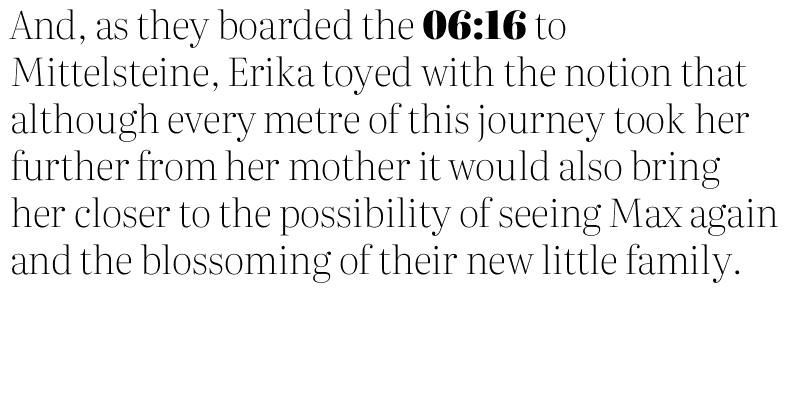 And, as they boarded the 06:16 to
Mittelsteine, Erika toyed with the notion that
although every metre of this journey took her
further from her mother it would also bring
her closer to the possibility of seeing Max again
and the blossoming of their new little family.